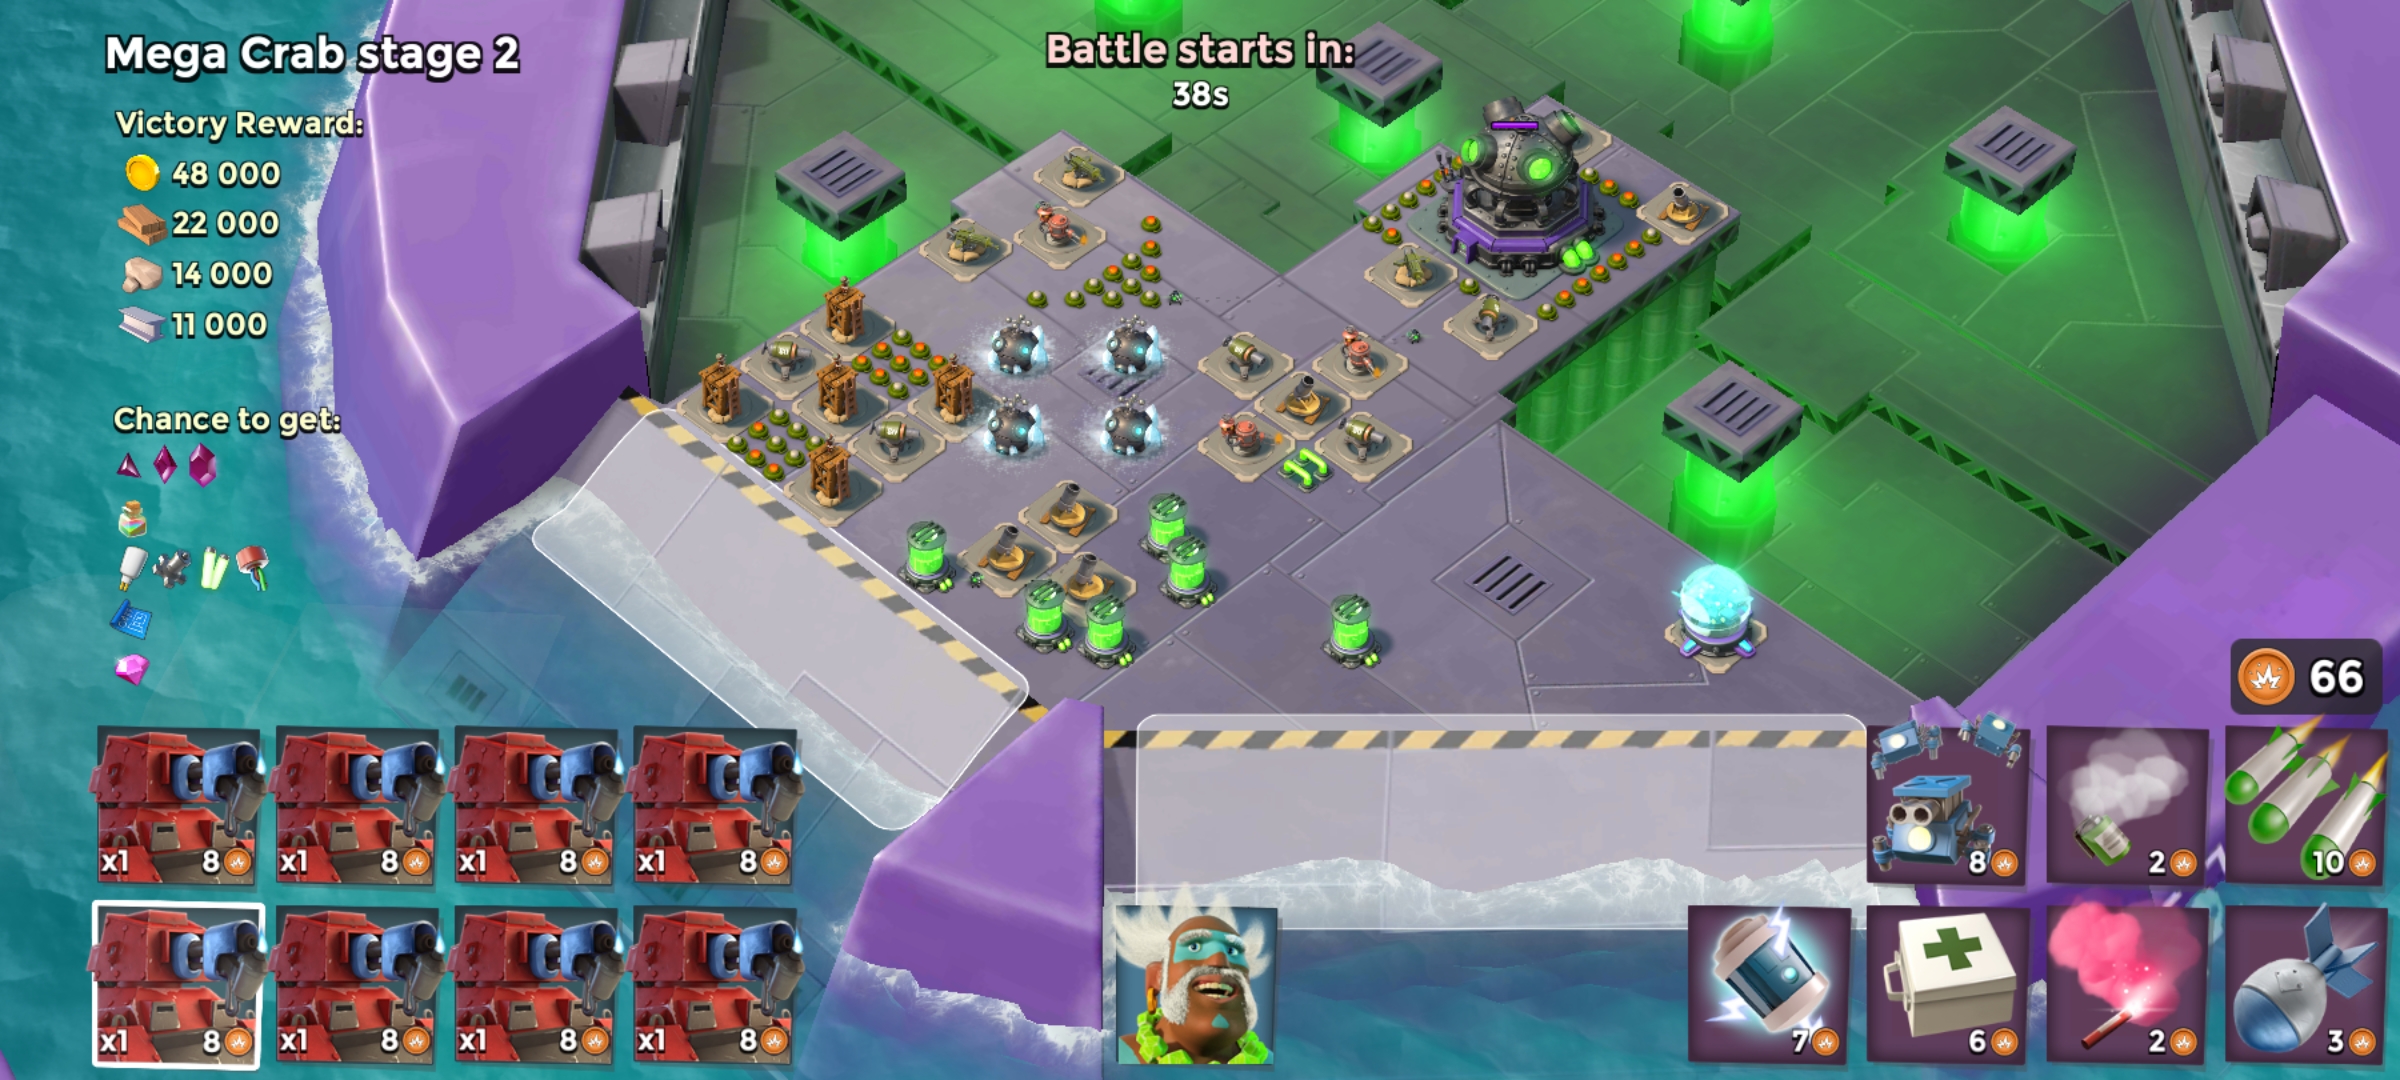 Mega Crab stage 2
Battle starts in:
38s
Victory Reward:
48 000
22 000
14 000
11 000
Chance to get:
66
x1 8
x1 8
x1 8
x1 8
8
2
10
x1 8
x1 8
x1 8
x1 8
7
6
2
3